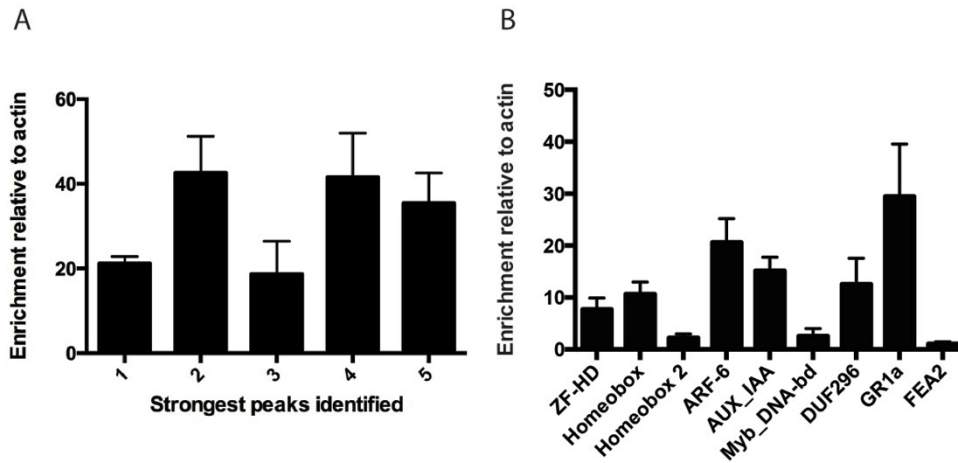 A
Enrichment relative to actin
60
40
20
0
1
2
3
4
5
Strongest peaks identified
B
Enrichment relative to actin
50
40
30
20
10
0
ZF-HD
Homeobox
Homeobox 2
ARF-6
AUX_IAA
Myb_DNA-bd
DUF296
GR1a
FEA2